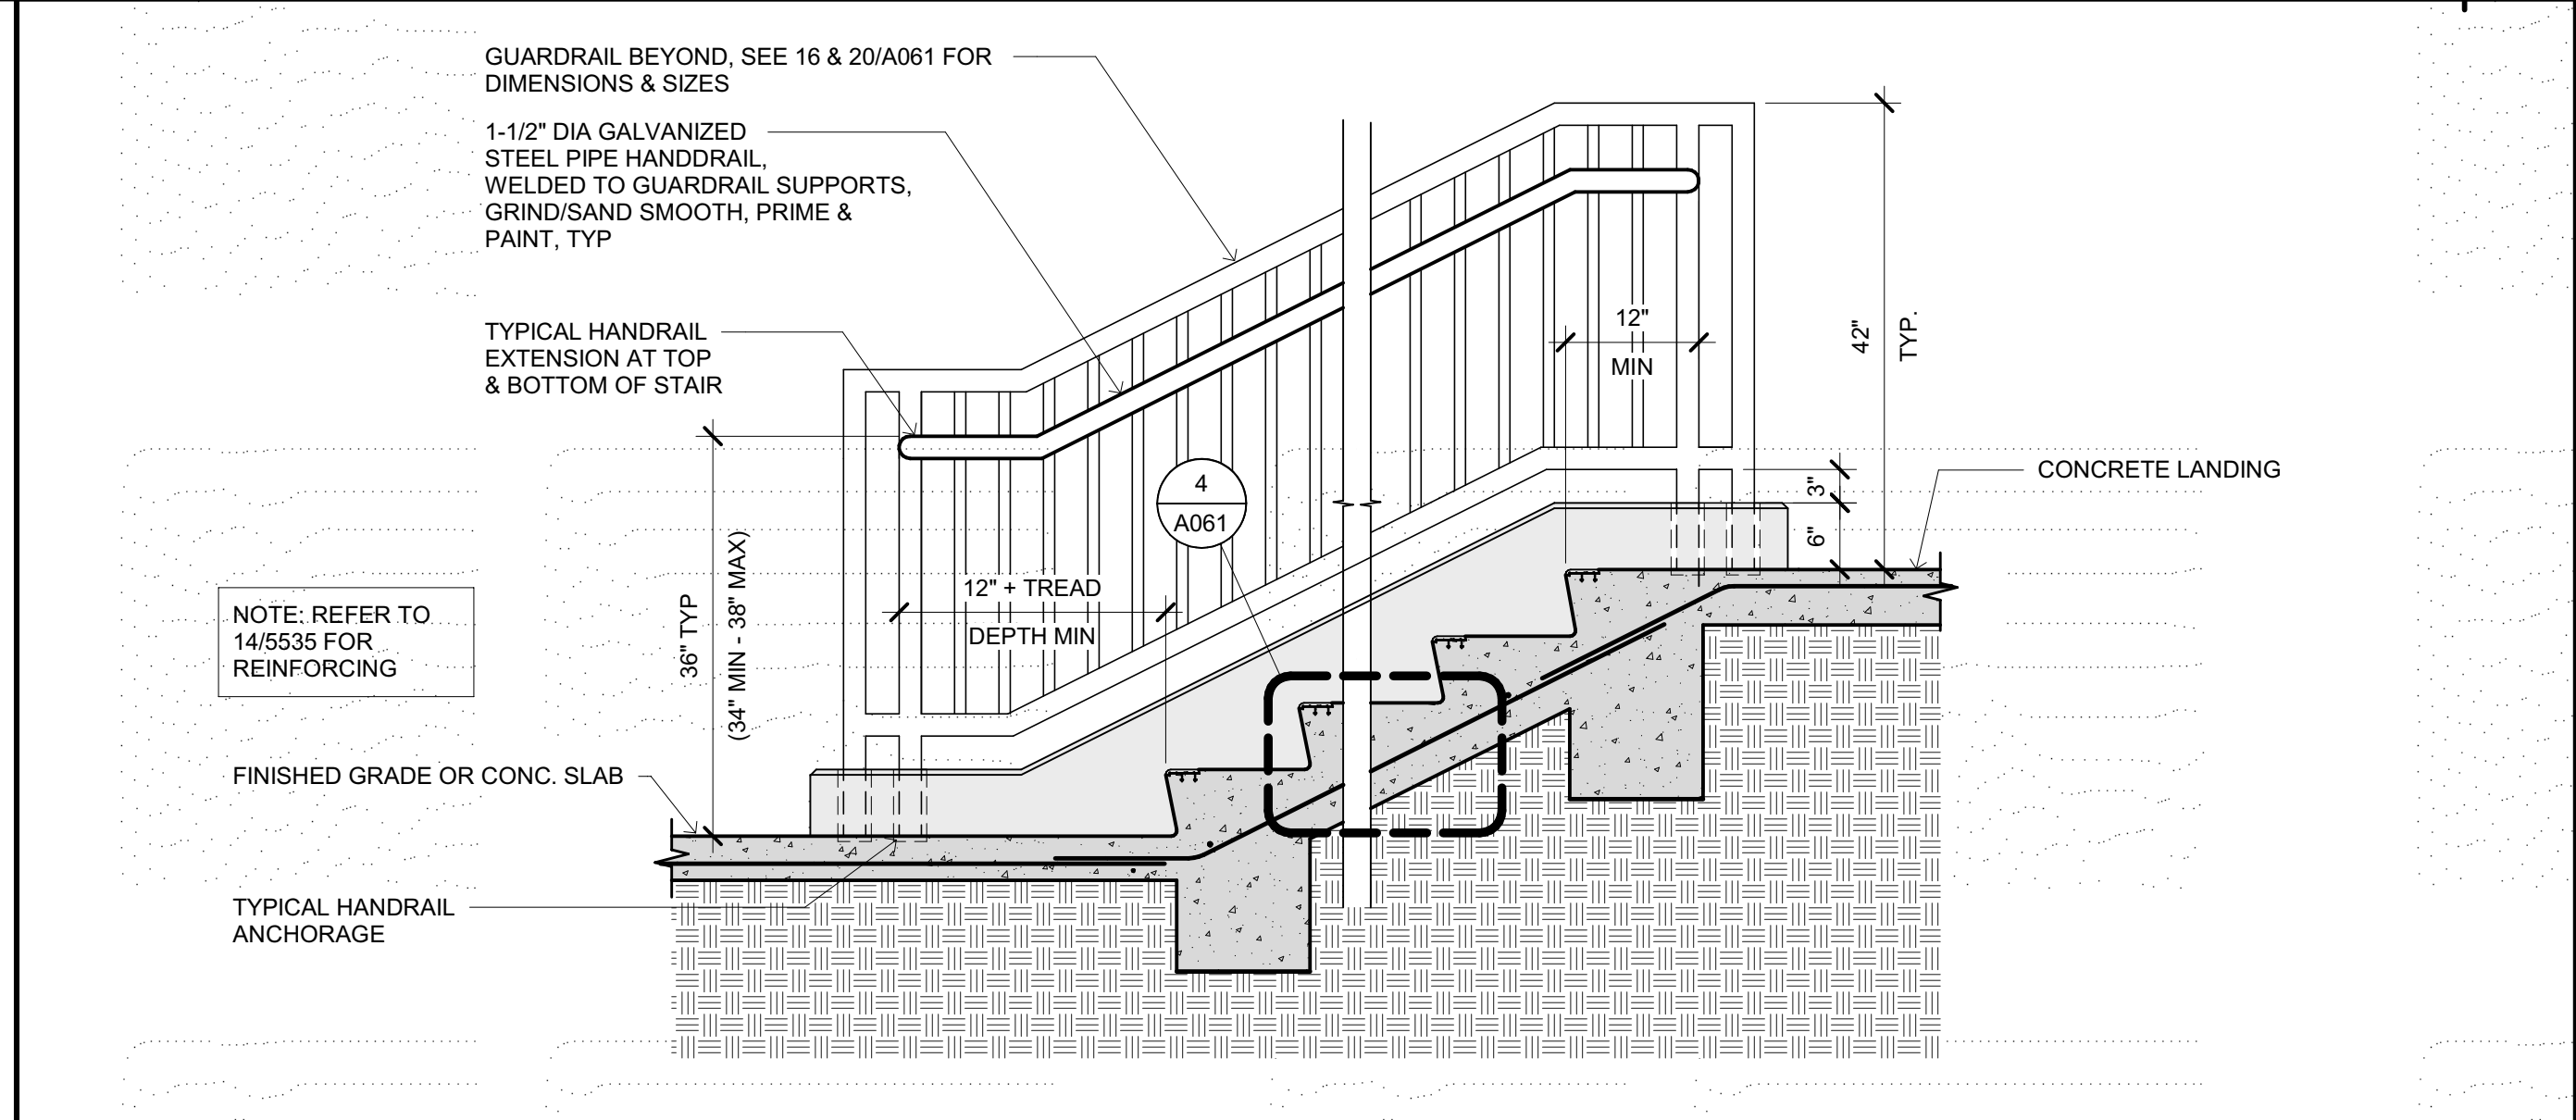 GUARDRAIL BEYOND, SEE 16 & 20/A061 FOR
DIMENSIONS & SIZES
1-1/2" DIA GALVANIZED
STEEL PIPE HANDDRAIL,
WELDED TO GUARDRAIL SUPPORTS,
GRIND/SAND SMOOTH, PRIME &
PAINT, TYP
TYPICAL HANDRAIL
EXTENSION AT TOP
& BOTTOM OF STAIR
12"
MIN
42"
TYP.
4
A061
3"
6"
CONCRETE LANDING
36" TYP
(34" MIN - 38" MAX)
12" + TREAD
DEPTH MIN
NOTE: REFER TO
14/5535 FOR
REINFORCING
FINISHED GRADE OR CONC. SLAB
TYPICAL HANDRAIL
ANCHORAGE